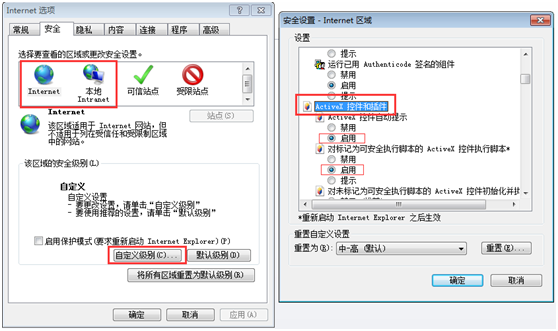 Internet 选项
常规 安全 隐私 内容 连接 程序 高级
选择要查看的区域或更改安全设置。
Internet 本地 Intranet 可信站点 受限站点
Internet
站点(S)
该区域适用于 Internet 网站,但
不适用于列在受信任和受限制区域
中的网站。
该区域的安全级别(L)
自定义
自定义设置
- 要更改设置,请单击“自定义级别”
- 要使用推荐的设置,请单击“默认级别”
启用保护模式(要求重新启动 Internet Explorer)(P)
自定义级别(C)... 默认级别(D)
将所有区域重置为默认级别(R)
确定 取消 应用(A)
安全设置 - Internet 区域
设置
提示
运行已用 Authenticode 签名的组件
禁用
启用
提示
ActiveX 控件和插件
ActiveX 控件自动提示
禁用
启用
对标记为可安全执行脚本的 ActiveX 控件执行脚本*
禁用
启用
提示
对未标记为可安全执行脚本的 ActiveX 控件初始化并执
*重新启动 Internet Explorer 之后生效
重置自定义设置
重置为(R): 中-高 (默认) 重置(E)...
确定 取消